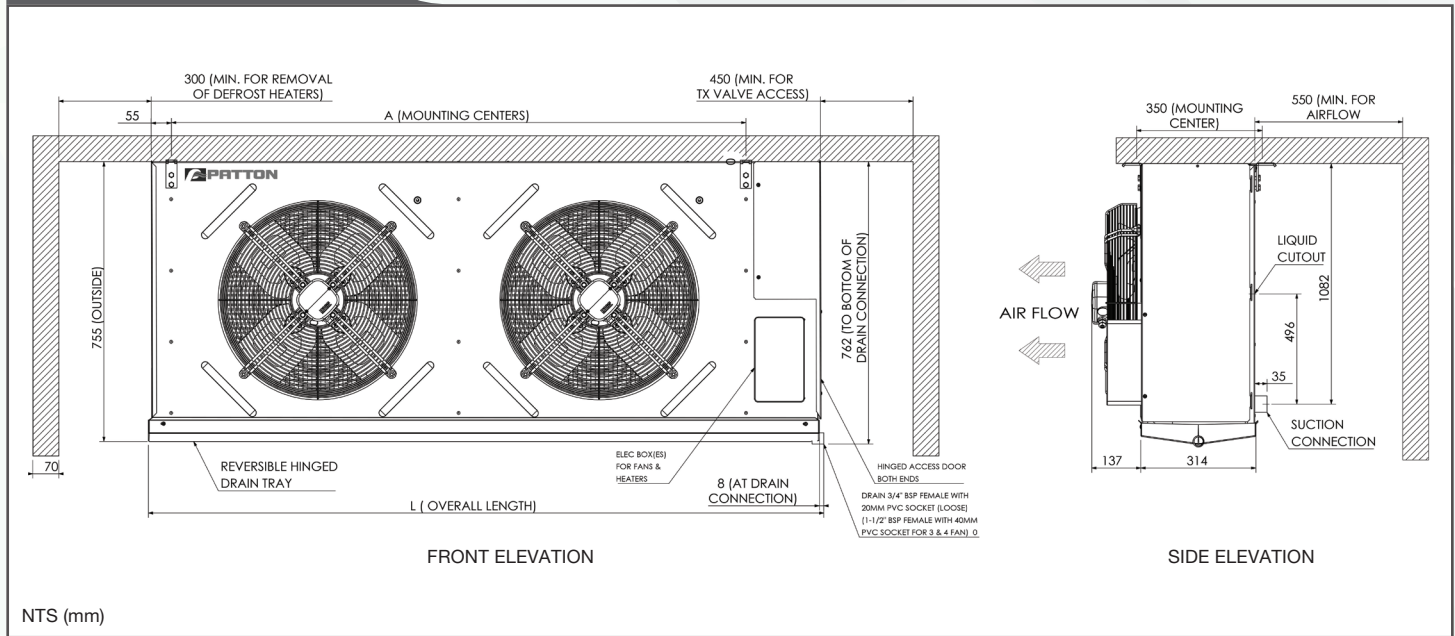 300 (MIN. FOR REMOVAL
OF DEFROST HEATERS)
450 (MIN. FOR
TX VALVE ACCESS)
55
A (MOUNTING CENTERS)
PATTON
755 (OUTSIDE)
762 (TO BOTTOM OF
DRAIN CONNECTION)
70
REVERSIBLE HINGED
DRAIN TRAY
ELEC BOX(ES)
FOR FANS &
HEATERS
8 (AT DRAIN
CONNECTION)
HINGED ACCESS DOOR
BOTH ENDS
DRAIN 3/4" BSP FEMALE WITH
20MM PVC SOCKET (LOOSE)
(1-1/2" BSP FEMALE WITH 40MM
PVC SOCKET FOR 3 & 4 FAN) 0
L ( OVERALL LENGTH)
FRONT ELEVATION
350 (MOUNTING
CENTER)
550 (MIN. FOR
AIRFLOW
AIR FLOW
LIQUID
CUTOUT
1082
496
35
SUCTION
CONNECTION
137
314
SIDE ELEVATION
NTS (mm)